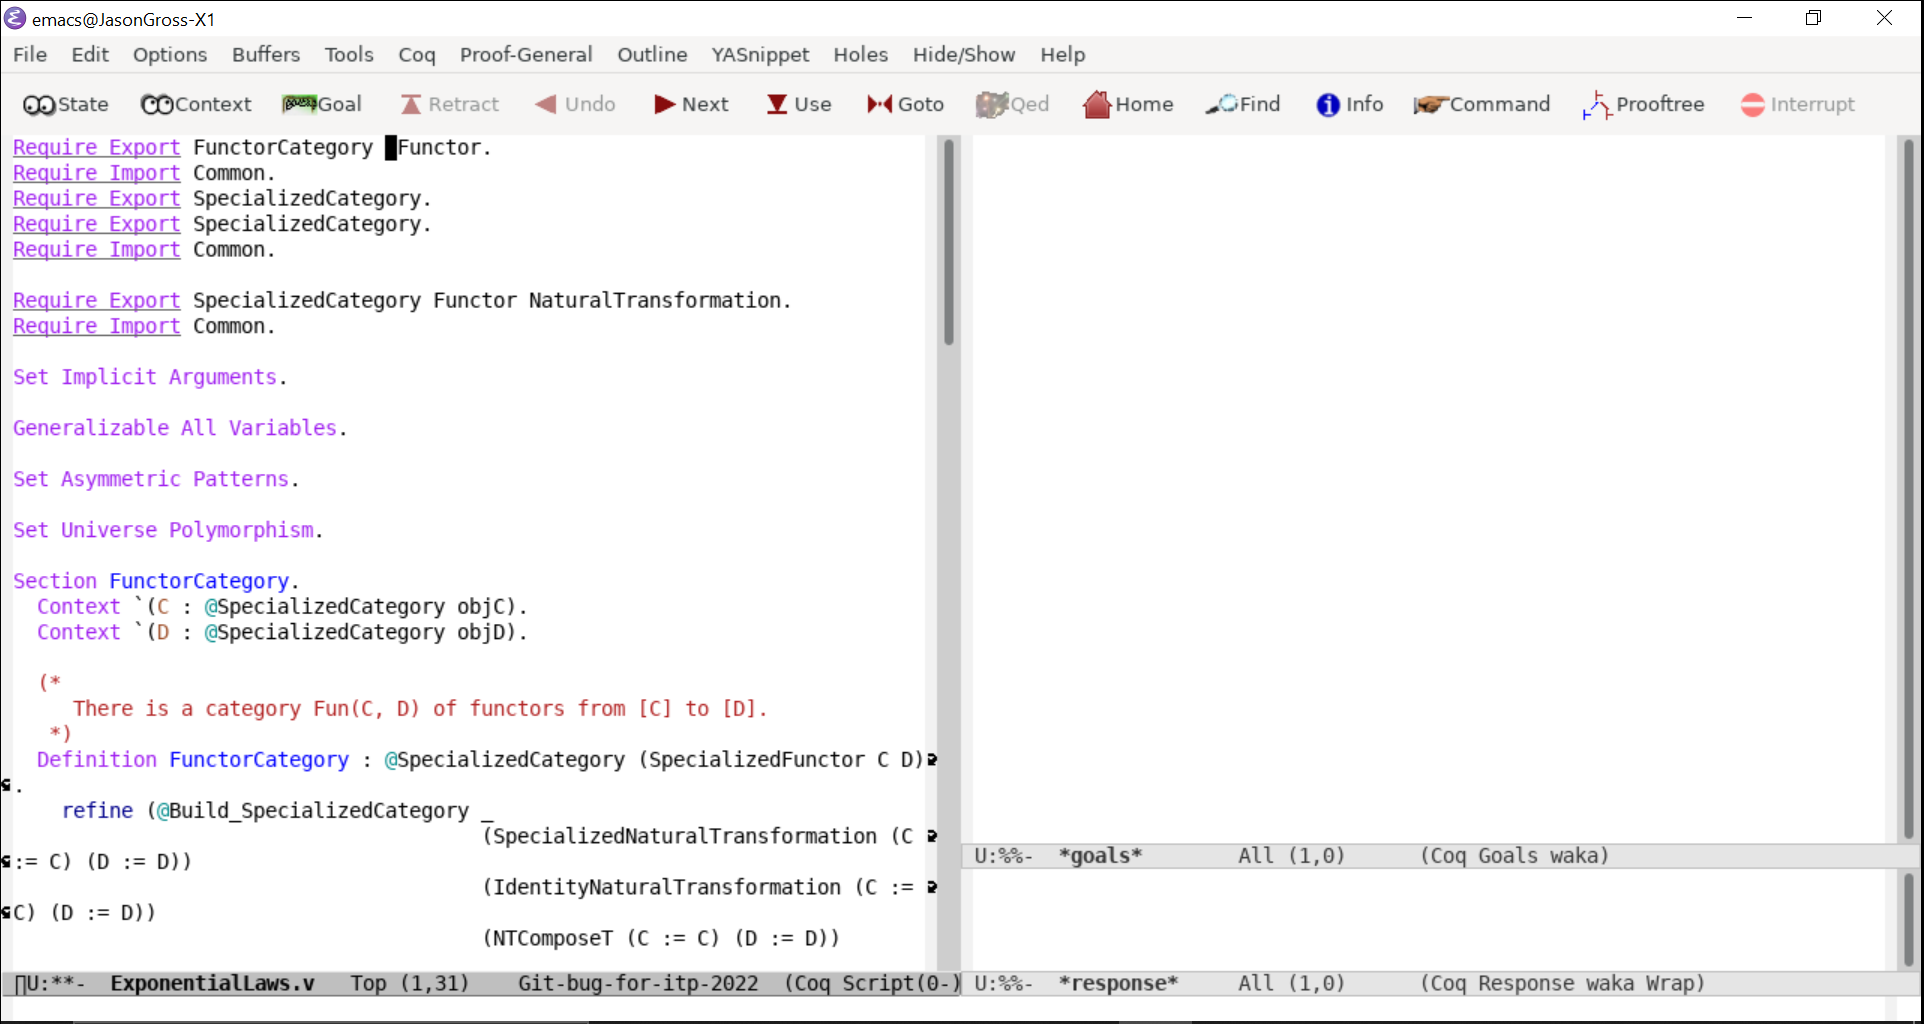 emacs@JasonGross-X1
File Edit Options Buffers Tools Coq Proof-General Outline YASnippet Holes Hide/Show Help
State Context Goal Retract Undo Next Use Goto Qed Home Find Info Command Prooftree Interrupt
Require Export FunctorCategory Functor.
Require Import Common.
Require Export SpecializedCategory.
Require Export SpecializedCategory.
Require Import Common.
Require Export SpecializedCategory Functor NaturalTransformation.
Require Import Common.
Set Implicit Arguments.
Generalizable All Variables.
Set Asymmetric Patterns.
Set Universe Polymorphism.
Section FunctorCategory.
Context `(C : @SpecializedCategory objC).
Context `(D : @SpecializedCategory objD).
(*
There is a category Fun(C, D) of functors from [C] to [D].
*)
Definition FunctorCategory : @SpecializedCategory (SpecializedFunctor C D)
.
refine (@Build_SpecializedCategory _
(SpecializedNaturalTransformation (C
:= C) (D := D))
(IdentityNaturalTransformation (C :=
C) (D := D))
(NTComposeT (C := C) (D := D))
U:**- ExponentialLaws.v Top (1,31) Git-bug-for-itp-2022 (Coq Script(0-)
U:%%- *goals* All (1,0) (Coq Goals waka)
U:%%- *response* All (1,0) (Coq Response waka Wrap)